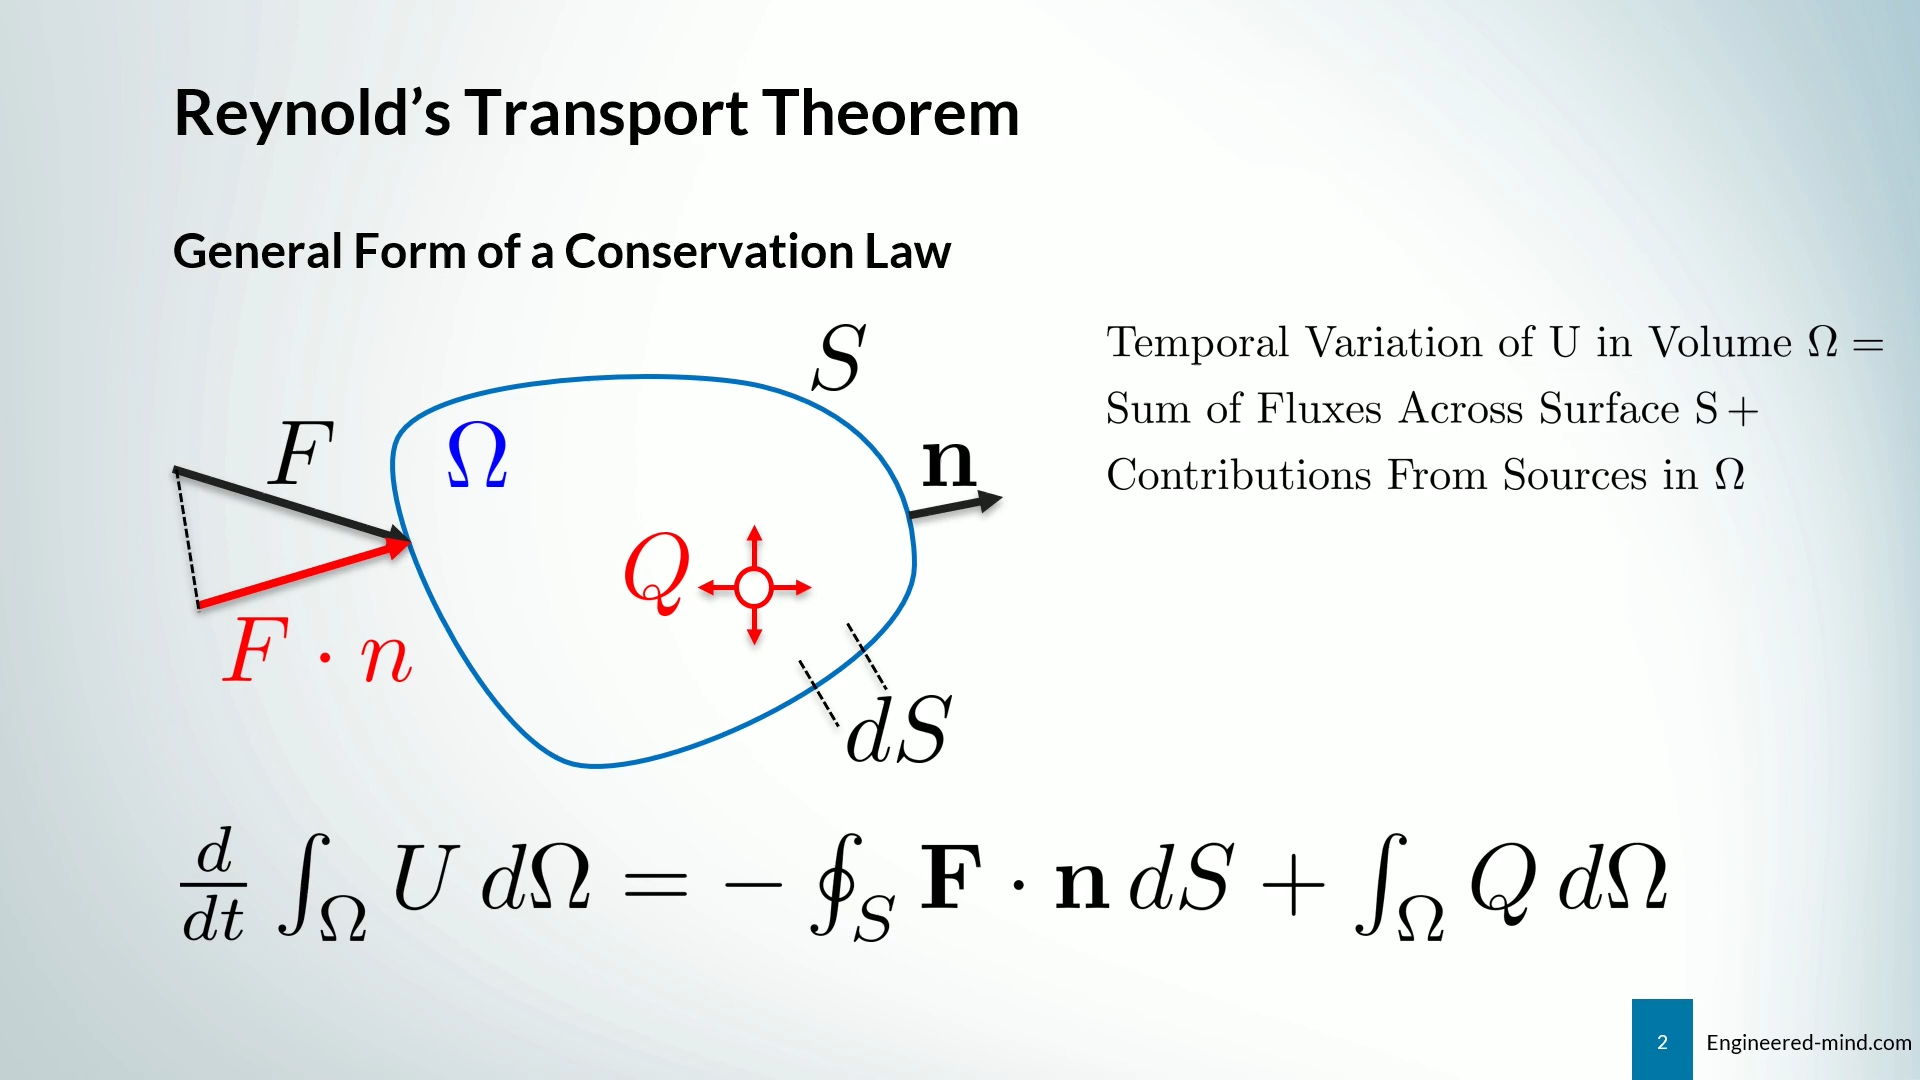 Reynold’s Transport Theorem
General Form of a Conservation Law
S
F
Ω
n
Q
F · n
dS
Temporal Variation of U in Volume Ω =
Sum of Fluxes Across Surface S +
Contributions From Sources in Ω
d/dt ∫_Ω U dΩ = − ∮_S F · n dS + ∫_Ω Q dΩ
2
Engineered-mind.com